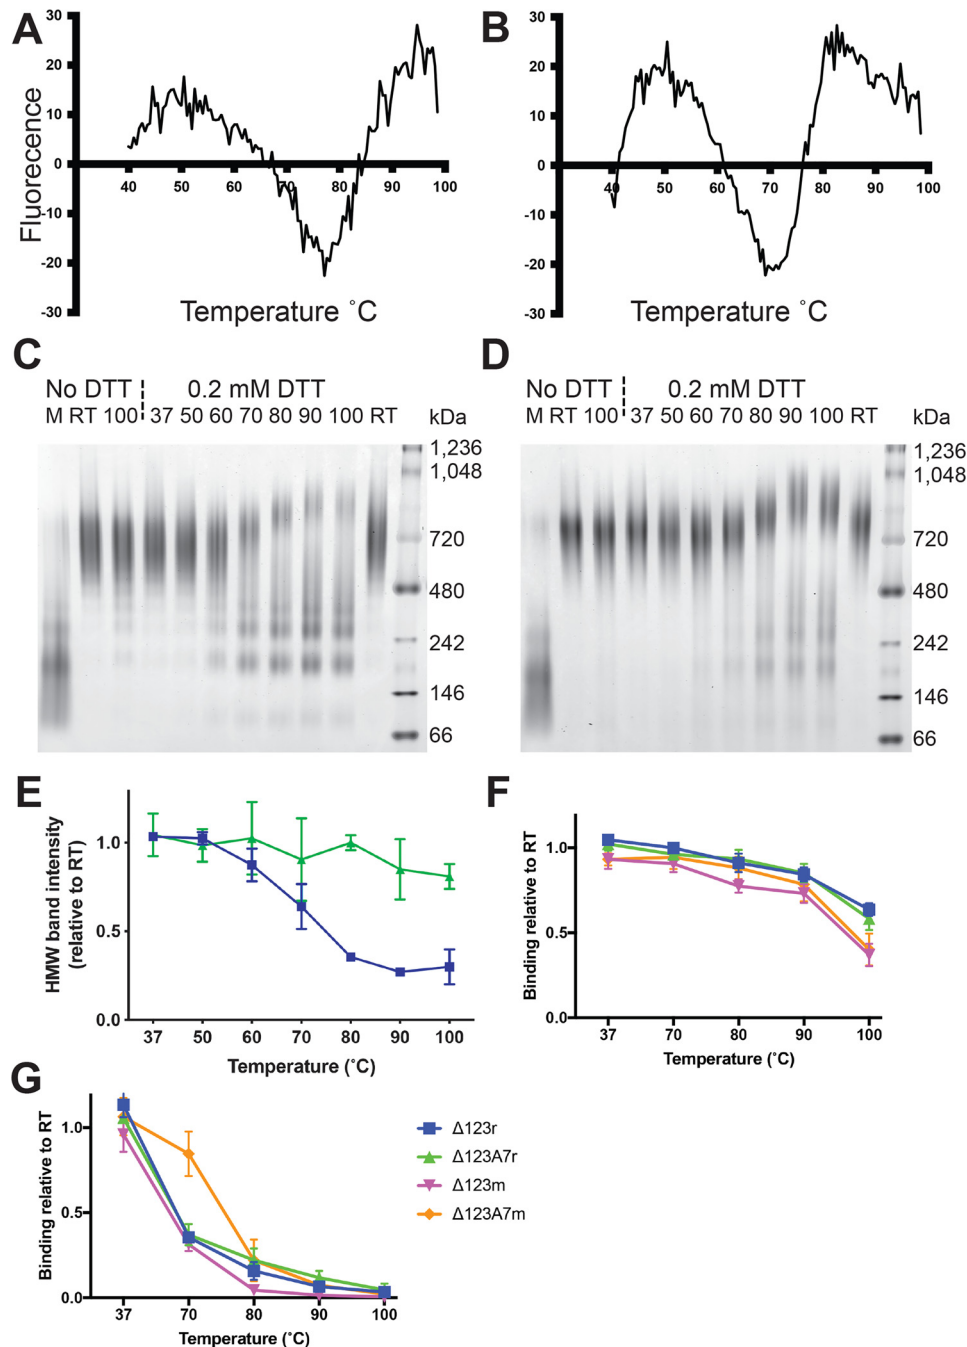 A
B
30
20
10
0
-10
-20
-30
40 50 60 70 80 90 100
Fluorecence
Temperature ˚C
30
20
10
0
-10
-20
-30
40 50 60 70 80 90 100
Temperature ˚C
C
No DTT 0.2 mM DTT
M RT 100 37 50 60 70 80 90 100 RT kDa
1,236
1,048
720
480
242
146
66
D
No DTT 0.2 mM DTT
M RT 100 37 50 60 70 80 90 100 RT kDa
1,236
1,048
720
480
242
146
66
E
HMW band intensity
(relative to RT)
1.0
0.5
0.0
37 50 60 70 80 90 100
Temperature (˚C)
F
Binding relative to RT
1.0
0.5
0.0
37 70 80 90 100
Temperature (˚C)
G
Binding relative to RT
1.0
0.5
0.0
37 70 80 90 100
Temperature (˚C)
Δ123r
Δ123A7r
Δ123m
Δ123A7m